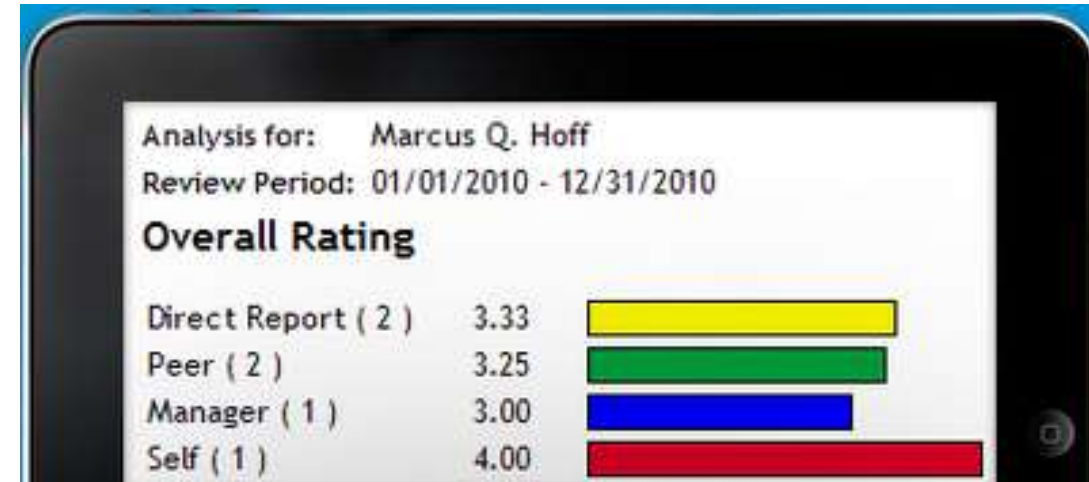 Analysis for: Marcus Q. Hoff
Review Period: 01/01/2010 - 12/31/2010
Overall Rating
Direct Report ( 2 ) 3.33
Peer ( 2 ) 3.25
Manager ( 1 ) 3.00
Self ( 1 ) 4.00